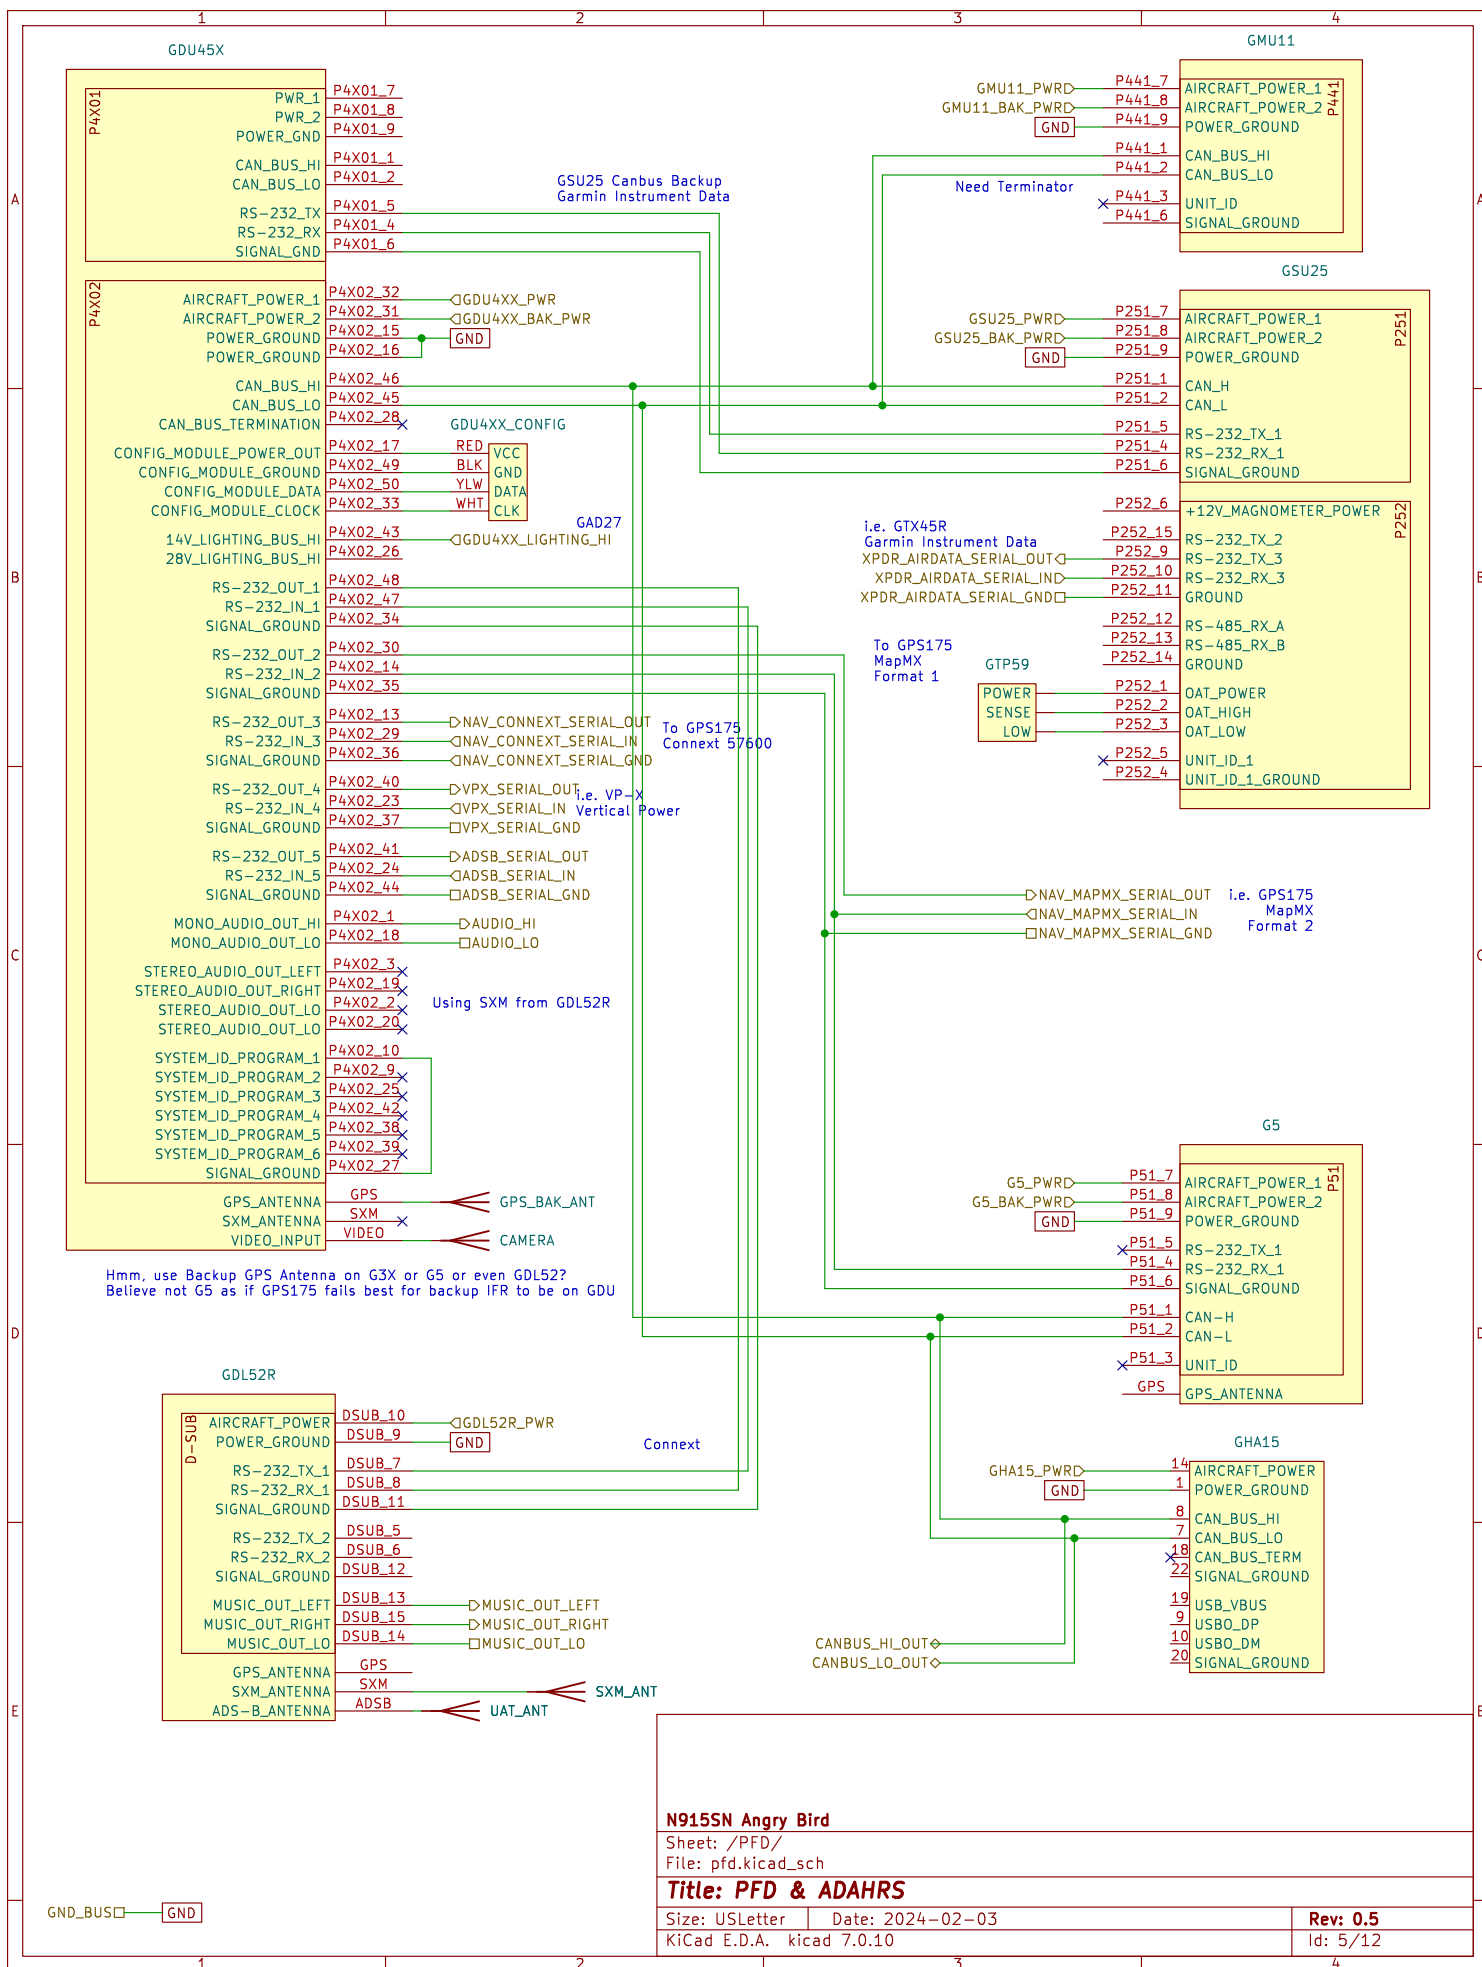 1 2 3 4
A
B
C
D
E
A
B
C
D
E
GDU45X
P4X01
PWR_1 P4X01_7
PWR_2 P4X01_8
POWER_GND P4X01_9
CAN_BUS_HI P4X01_1
CAN_BUS_LO P4X01_2
RS-232_TX P4X01_5
RS-232_RX P4X01_4
SIGNAL_GND P4X01_6
P4X02
AIRCRAFT_POWER_1 P4X02_32 GDU4XX_PWR
AIRCRAFT_POWER_2 P4X02_31 GDU4XX_BAK_PWR
POWER_GROUND P4X02_15 GND
POWER_GROUND P4X02_16
CAN_BUS_HI P4X02_46
CAN_BUS_LO P4X02_45
CAN_BUS_TERMINATION P4X02_28
GDU4XX_CONFIG
CONFIG_MODULE_POWER_OUT P4X02_17 RED VCC
CONFIG_MODULE_GROUND P4X02_49 BLK GND
CONFIG_MODULE_DATA P4X02_50 YLW DATA
CONFIG_MODULE_CLOCK P4X02_33 WHT CLK
GAD27
14V_LIGHTING_BUS_HI P4X02_43 GDU4XX_LIGHTING_HI
28V_LIGHTING_BUS_HI P4X02_26
RS-232_OUT_1 P4X02_48
RS-232_IN_1 P4X02_47
SIGNAL_GROUND P4X02_34
RS-232_OUT_2 P4X02_30
RS-232_IN_2 P4X02_14
SIGNAL_GROUND P4X02_35
RS-232_OUT_3 P4X02_13 NAV_CONNEXT_SERIAL_OUT
RS-232_IN_3 P4X02_29 NAV_CONNEXT_SERIAL_IN
SIGNAL_GROUND P4X02_36 NAV_CONNEXT_SERIAL_GND
To GPS175
Connext 57600
RS-232_OUT_4 P4X02_40 VPX_SERIAL_OUT
RS-232_IN_4 P4X02_23 VPX_SERIAL_IN
SIGNAL_GROUND P4X02_37 VPX_SERIAL_GND
i.e. VP-X
Vertical Power
RS-232_OUT_5 P4X02_41 ADSB_SERIAL_OUT
RS-232_IN_5 P4X02_24 ADSB_SERIAL_IN
SIGNAL_GROUND P4X02_44 ADSB_SERIAL_GND
MONO_AUDIO_OUT_HI P4X02_1 AUDIO_HI
MONO_AUDIO_OUT_LO P4X02_18 AUDIO_LO
STEREO_AUDIO_OUT_LEFT P4X02_3
STEREO_AUDIO_OUT_RIGHT P4X02_19
STEREO_AUDIO_OUT_LO P4X02_2
STEREO_AUDIO_OUT_LO P4X02_20
Using SXM from GDL52R
SYSTEM_ID_PROGRAM_1 P4X02_10
SYSTEM_ID_PROGRAM_2 P4X02_9
SYSTEM_ID_PROGRAM_3 P4X02_25
SYSTEM_ID_PROGRAM_4 P4X02_42
SYSTEM_ID_PROGRAM_5 P4X02_38
SYSTEM_ID_PROGRAM_6 P4X02_39
SIGNAL_GROUND P4X02_27
GPS_ANTENNA GPS GPS_BAK_ANT
SXM_ANTENNA SXM
VIDEO_INPUT VIDEO CAMERA
Hmm, use Backup GPS Antenna on G3X or G5 or even GDL52?
Believe not G5 as if GPS175 fails best for backup IFR to be on GDU
GSU25 Canbus Backup
Garmin Instrument Data
GMU11
P441
GMU11_PWR P441_7 AIRCRAFT_POWER_1
GMU11_BAK_PWR P441_8 AIRCRAFT_POWER_2
GND P441_9 POWER_GROUND
P441_1 CAN_BUS_HI
P441_2 CAN_BUS_LO
Need Terminator
P441_3 UNIT_ID
P441_6 SIGNAL_GROUND
GSU25
P251
GSU25_PWR P251_7 AIRCRAFT_POWER_1
GSU25_BAK_PWR P251_8 AIRCRAFT_POWER_2
GND P251_9 POWER_GROUND
P251_1 CAN_H
P251_2 CAN_L
P251_5 RS-232_TX_1
P251_4 RS-232_RX_1
P251_6 SIGNAL_GROUND
P252
P252_6 +12V_MAGNOMETER_POWER
i.e. GTX45R
Garmin Instrument Data
P252_15 RS-232_TX_2
XPDR_AIRDATA_SERIAL_OUT P252_9 RS-232_TX_3
XPDR_AIRDATA_SERIAL_IN P252_10 RS-232_RX_3
XPDR_AIRDATA_SERIAL_GND P252_11 GROUND
P252_12 RS-485_RX_A
P252_13 RS-485_RX_B
P252_14 GROUND
To GPS175
MapMX
Format 1
GTP59
POWER P252_1 OAT_POWER
SENSE P252_2 OAT_HIGH
LOW P252_3 OAT_LOW
P252_5 UNIT_ID_1
P252_4 UNIT_ID_1_GROUND
NAV_MAPMX_SERIAL_OUT
NAV_MAPMX_SERIAL_IN
NAV_MAPMX_SERIAL_GND
i.e. GPS175
MapMX
Format 2
G5
P51
G5_PWR P51_7 AIRCRAFT_POWER_1
G5_BAK_PWR P51_8 AIRCRAFT_POWER_2
GND P51_9 POWER_GROUND
P51_5 RS-232_TX_1
P51_4 RS-232_RX_1
P51_6 SIGNAL_GROUND
P51_1 CAN-H
P51_2 CAN-L
P51_3 UNIT_ID
GPS GPS_ANTENNA
GDL52R
D-SUB
AIRCRAFT_POWER DSUB_10 GDL52R_PWR
POWER_GROUND DSUB_9 GND
Connext
RS-232_TX_1 DSUB_7
RS-232_RX_1 DSUB_8
SIGNAL_GROUND DSUB_11
RS-232_TX_2 DSUB_5
RS-232_RX_2 DSUB_6
SIGNAL_GROUND DSUB_12
MUSIC_OUT_LEFT DSUB_13 MUSIC_OUT_LEFT
MUSIC_OUT_RIGHT DSUB_15 MUSIC_OUT_RIGHT
MUSIC_OUT_LO DSUB_14 MUSIC_OUT_LO
GPS_ANTENNA GPS
SXM_ANTENNA SXM SXM_ANT
ADS-B_ANTENNA ADSB UAT_ANT
GHA15
GHA15_PWR 14 AIRCRAFT_POWER
GND 1 POWER_GROUND
8 CAN_BUS_HI
7 CAN_BUS_LO
18 CAN_BUS_TERM
22 SIGNAL_GROUND
19 USB_VBUS
9 USBO_DP
10 USBO_DM
20 SIGNAL_GROUND
CANBUS_HI_OUT
CANBUS_LO_OUT
GND_BUS GND
N915SN Angry Bird
Sheet: /PFD/
File: pfd.kicad_sch
Title: PFD & ADAHRS
Size: USLetter Date: 2024-02-03 Rev: 0.5
KiCad E.D.A. kicad 7.0.10 Id: 5/12
1 2 3 4